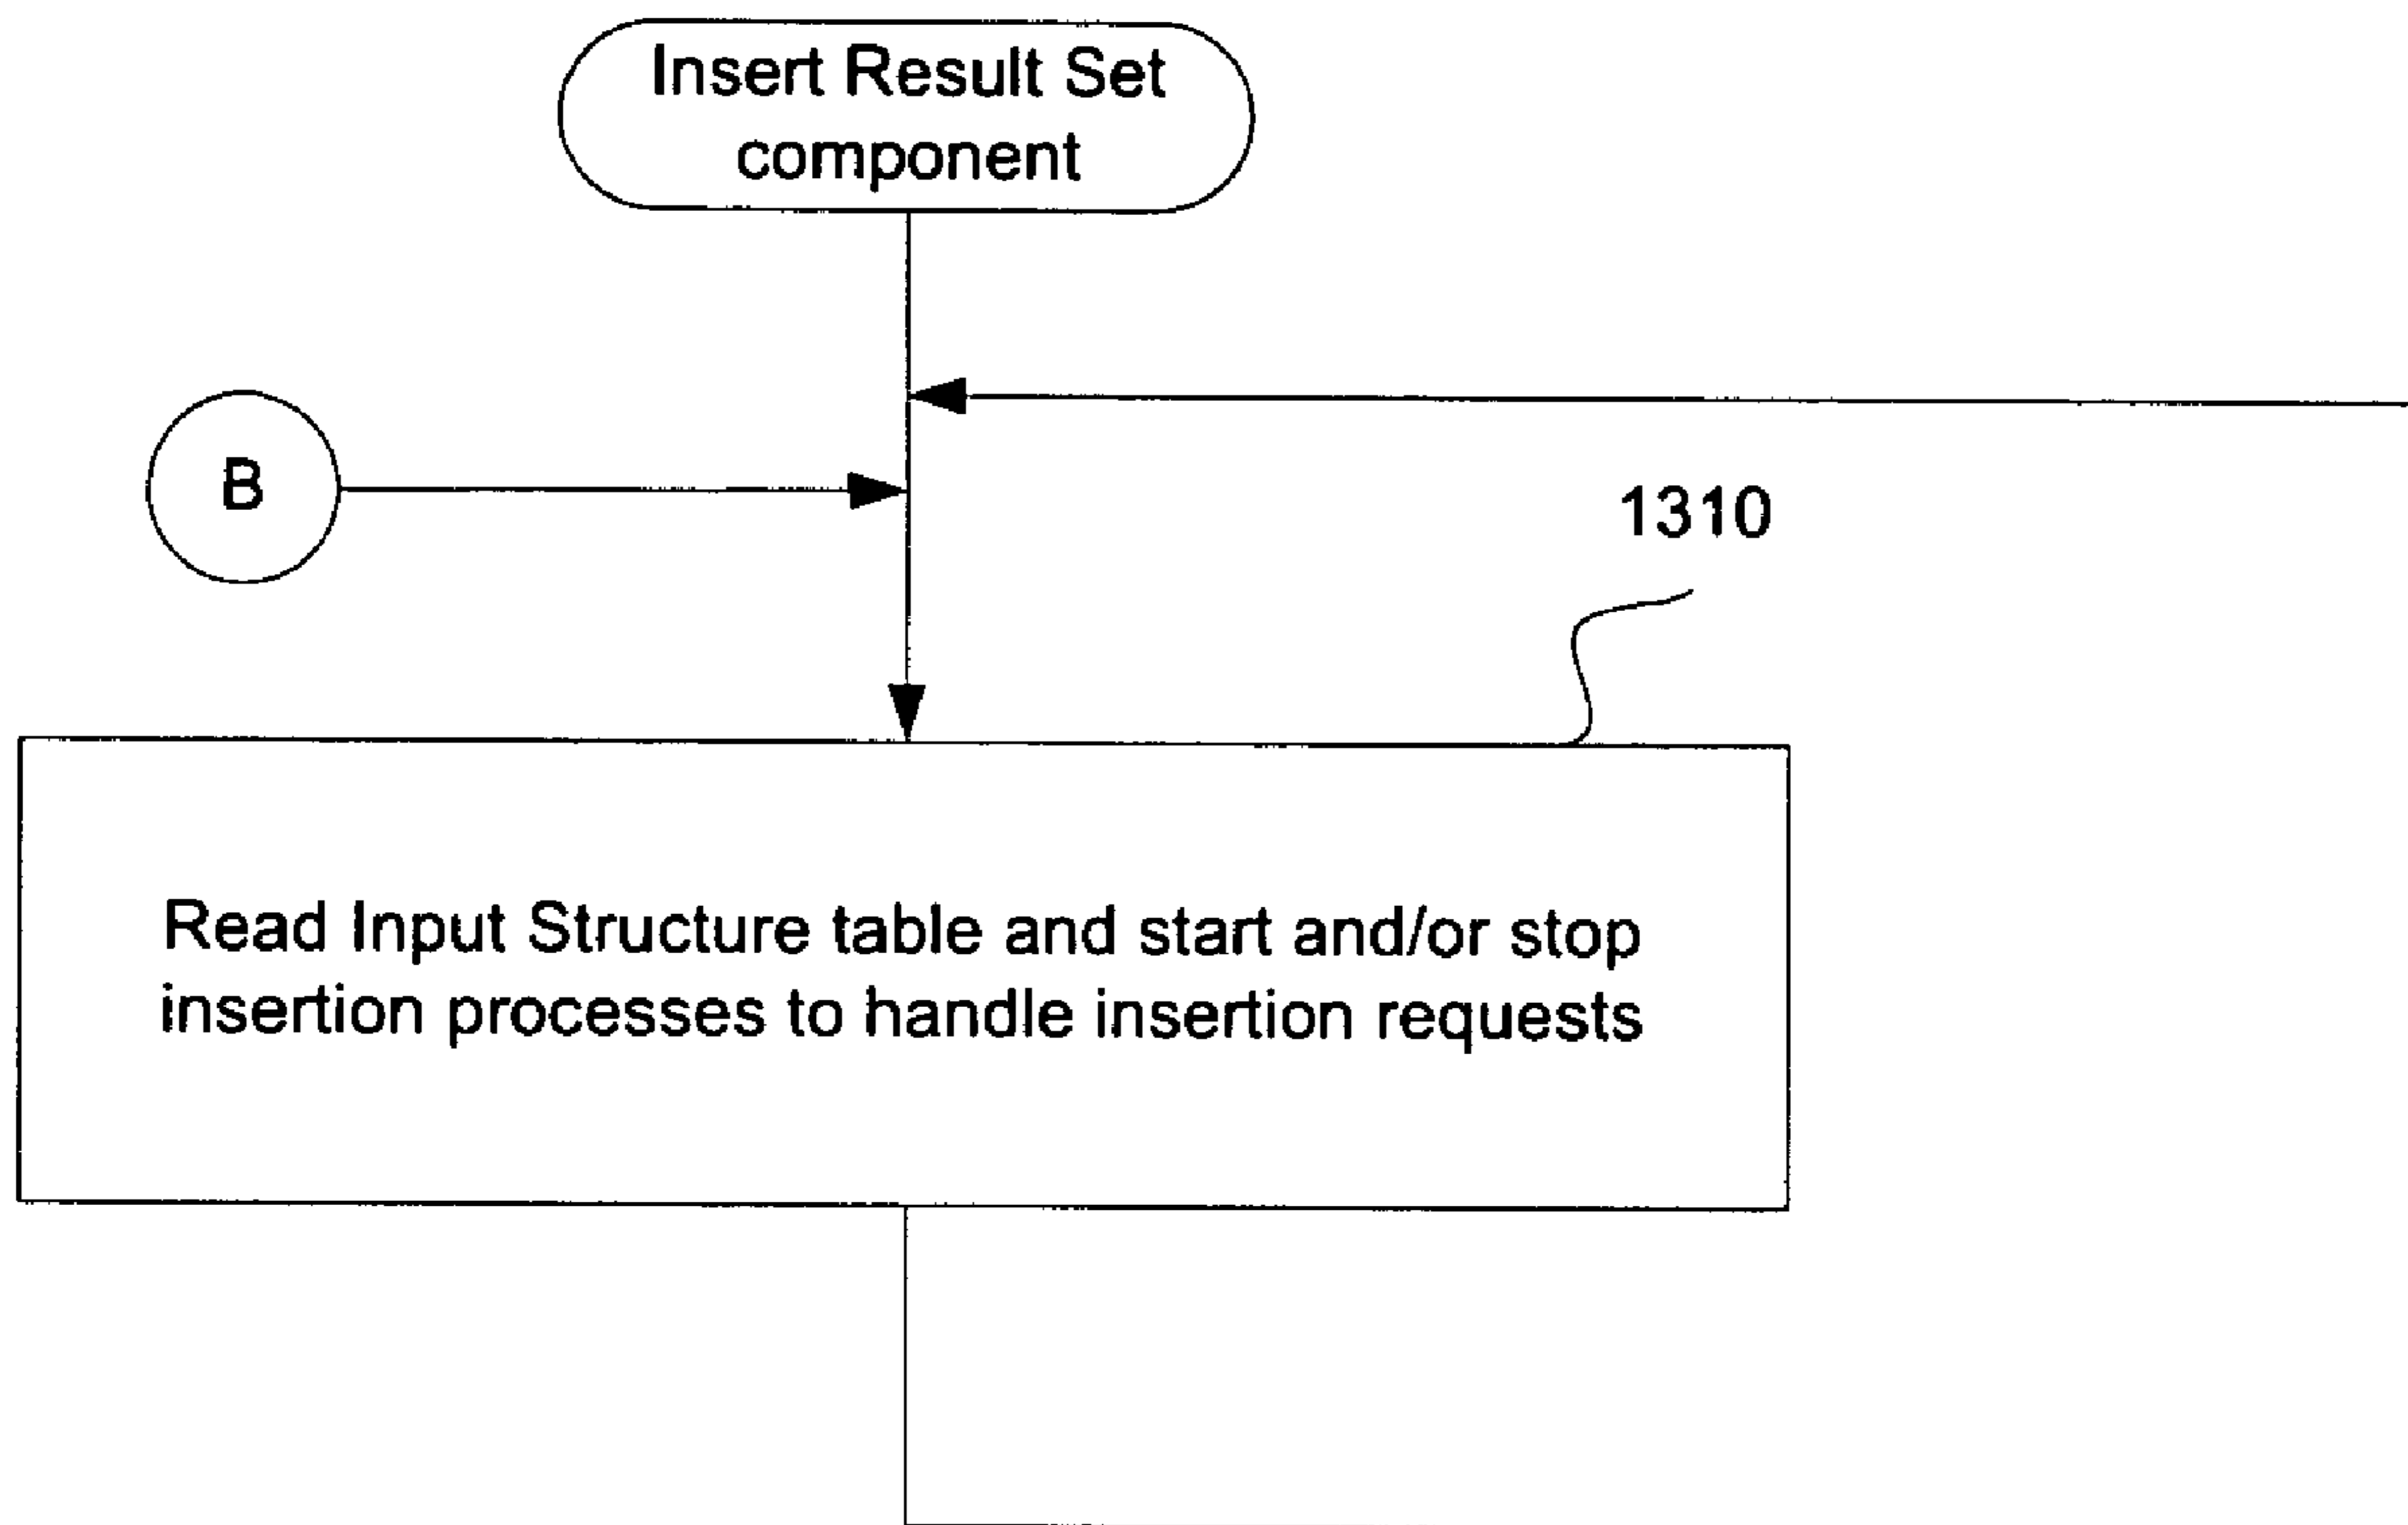 Insert Result Set
component
B
1310
Read Input Structure table and start and/or stop
insertion processes to handle insertion requests